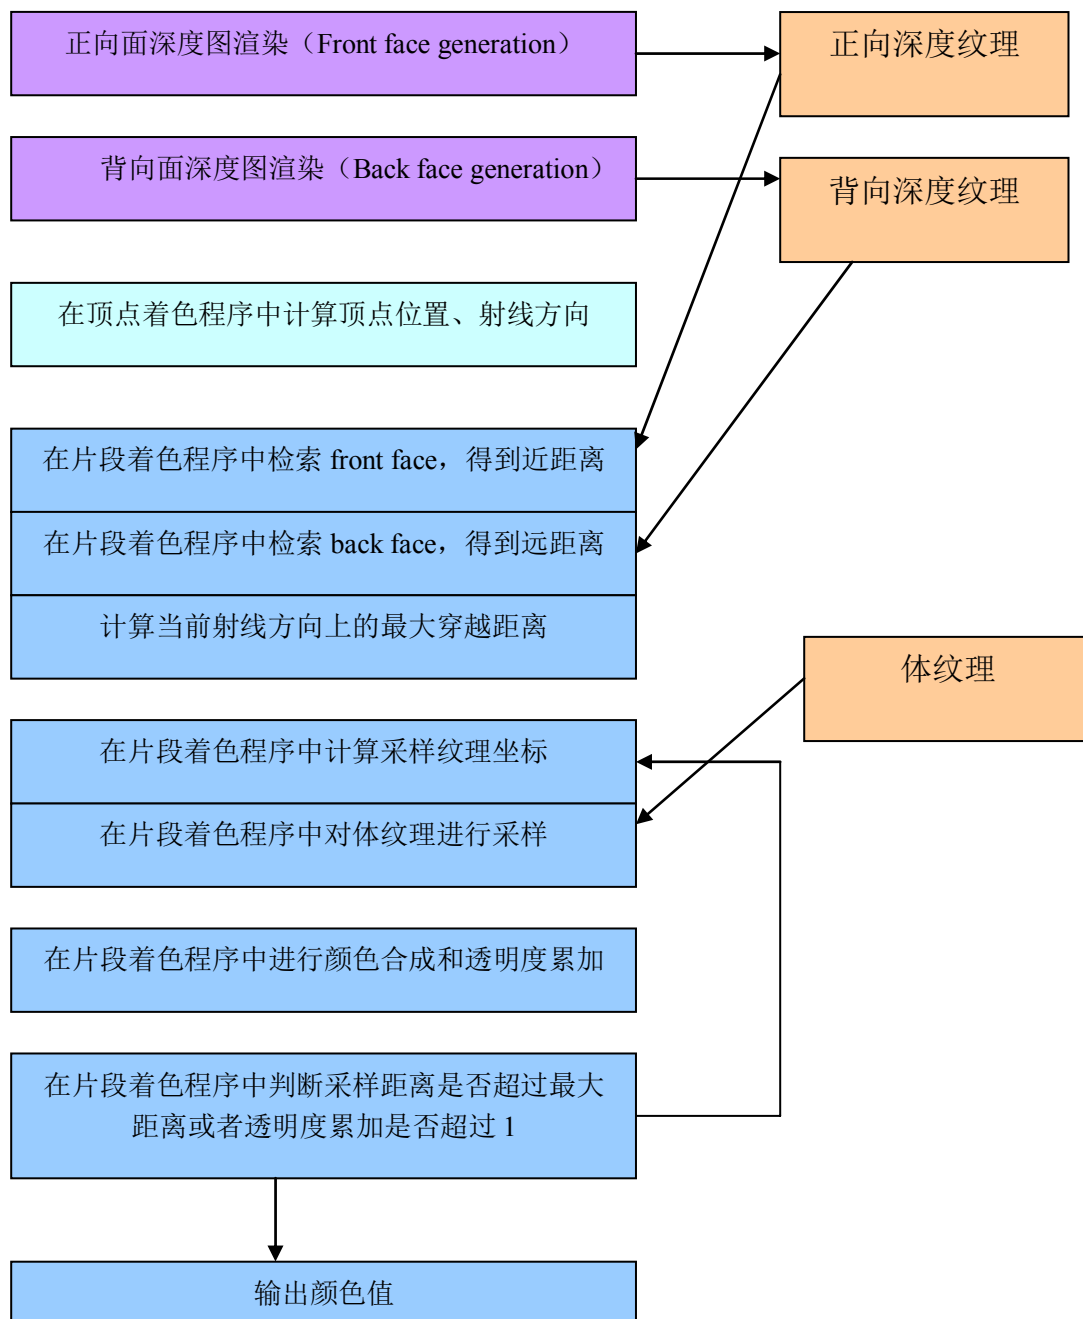 正向面深度图渲染（Front face generation）
正向深度纹理
背向面深度图渲染（Back face generation）
背向深度纹理
在顶点着色程序中计算顶点位置、射线方向
在片段着色程序中检索 front face，得到近距离
在片段着色程序中检索 back face，得到远距离
计算当前射线方向上的最大穿越距离
体纹理
在片段着色程序中计算采样纹理坐标
在片段着色程序中对体纹理进行采样
在片段着色程序中进行颜色合成和透明度累加
在片段着色程序中判断采样距离是否超过最大
距离或者透明度累加是否超过 1
输出颜色值